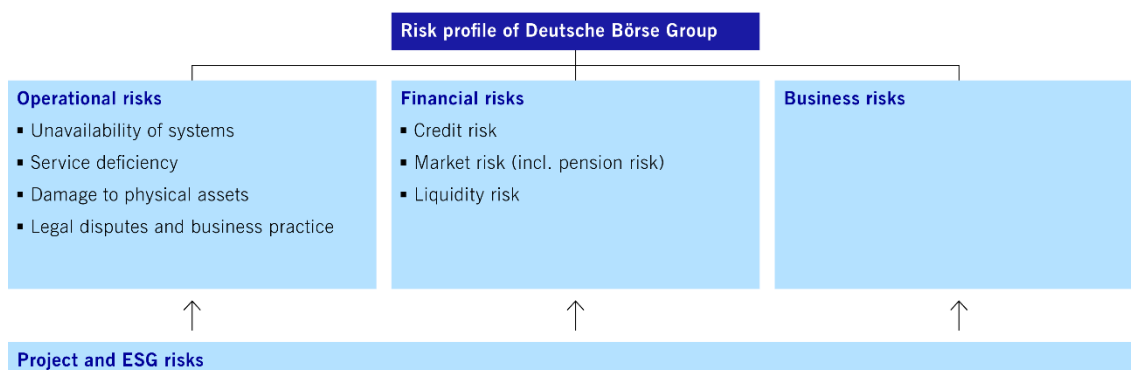 Risk profile of Deutsche Börse Group
Operational risks
▪ Unavailability of systems
▪ Service deficiency
▪ Damage to physical assets
▪ Legal disputes and business practice
Financial risks
▪ Credit risk
▪ Market risk (incl. pension risk)
▪ Liquidity risk
Business risks
Project and ESG risks